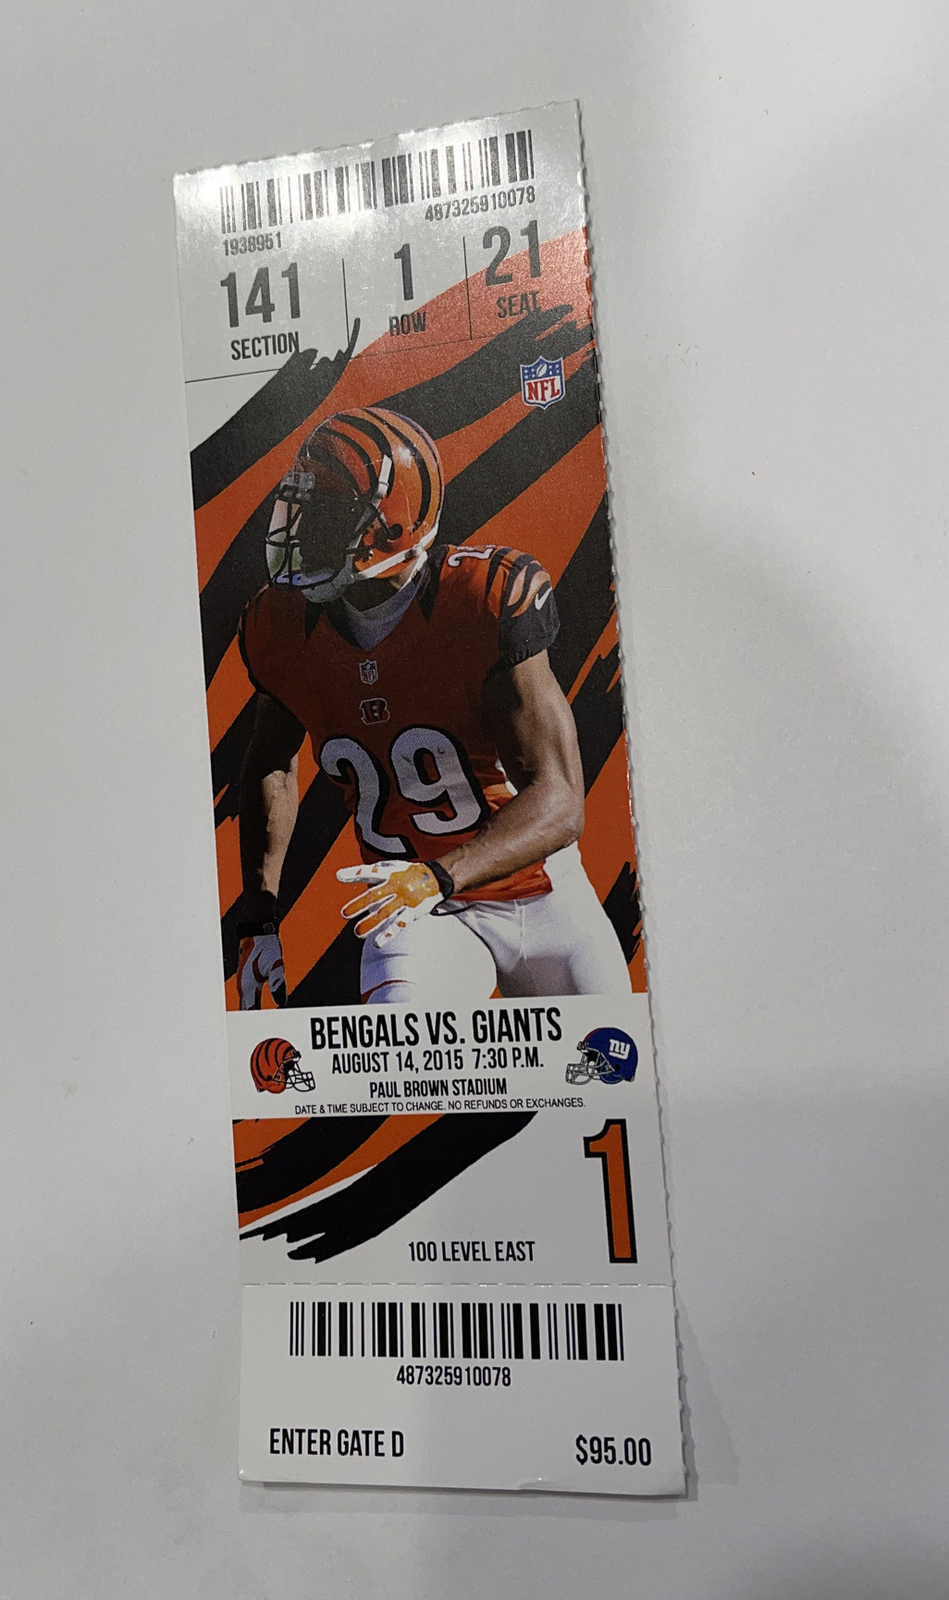 487325910078
1938951
141 1 21
SECTION ROW SEAT
NFL
29
BENGALS VS. GIANTS
AUGUST 14, 2015 7:30 P.M.
ny
PAUL BROWN STADIUM
DATE & TIME SUBJECT TO CHANGE. NO REFUNDS OR EXCHANGES.
1
100 LEVEL EAST
487325910078
ENTER GATE D $95.00